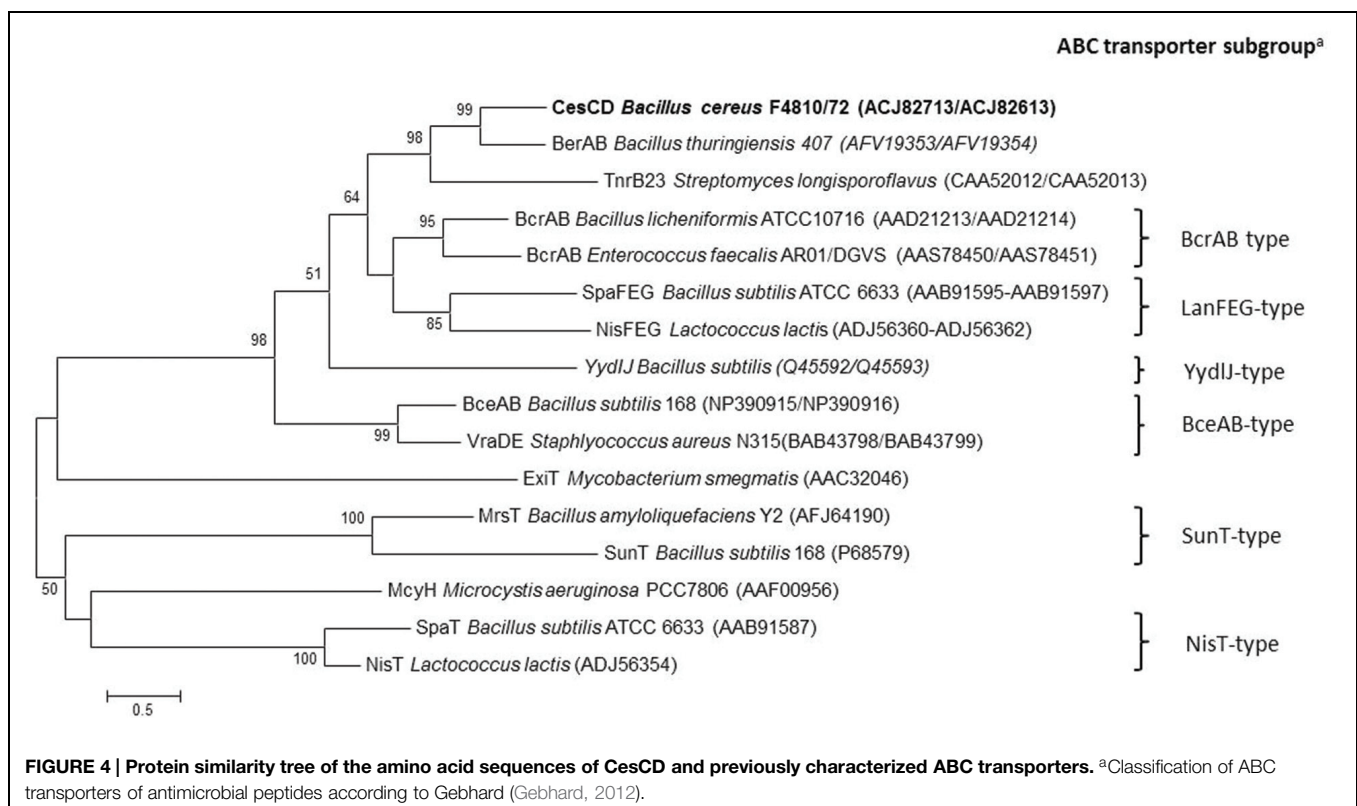 ABC transporter subgroupᵃ
99 CesCD Bacillus cereus F4810/72 (ACJ82713/ACJ82613)
98 BerAB Bacillus thuringiensis 407 (AFV19353/AFV19354)
TnrB23 Streptomyces longisporoflavus (CAA52012/CAA52013)
64
95 BcrAB Bacillus licheniformis ATCC10716 (AAD21213/AAD21214)
BcrAB type
BcrAB Enterococcus faecalis AR01/DGVS (AAS78450/AAS78451)
51
SpaFEG Bacillus subtilis ATCC 6633 (AAB91595-AAB91597)
LanFEG-type
85 NisFEG Lactococcus lactis (ADJ56360-ADJ56362)
98
YydIJ Bacillus subtilis (Q45592/Q45593) YydIJ-type
BceAB Bacillus subtilis 168 (NP390915/NP390916)
BceAB-type
99 VraDE Staphlyococcus aureus N315(BAB43798/BAB43799)
ExiT Mycobacterium smegmatis (AAC32046)
100 MrsT Bacillus amyloliquefaciens Y2 (AFJ64190)
SunT-type
SunT Bacillus subtilis 168 (P68579)
50 McyH Microcystis aeruginosa PCC7806 (AAF00956)
SpaT Bacillus subtilis ATCC 6633 (AAB91587)
NisT-type
100 NisT Lactococcus lactis (ADJ56354)
0.5
FIGURE 4 | Protein similarity tree of the amino acid sequences of CesCD and previously characterized ABC transporters. ᵃClassification of ABC
transporters of antimicrobial peptides according to Gebhard (Gebhard, 2012).